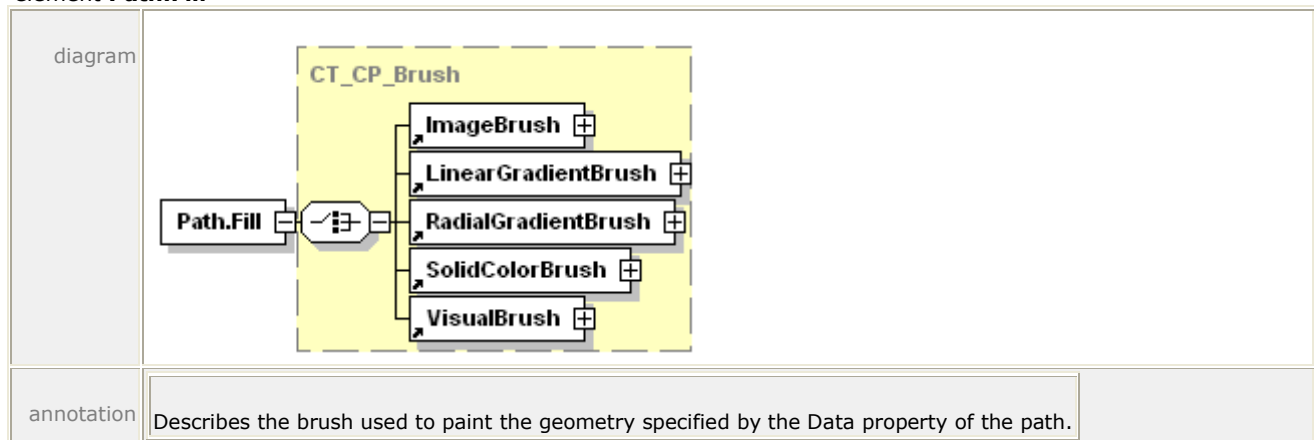 diagram
CT_CP_Brush
ImageBrush
LinearGradientBrush
Path.Fill
RadialGradientBrush
SolidColorBrush
VisualBrush
annotation
Describes the brush used to paint the geometry specified by the Data property of the path.